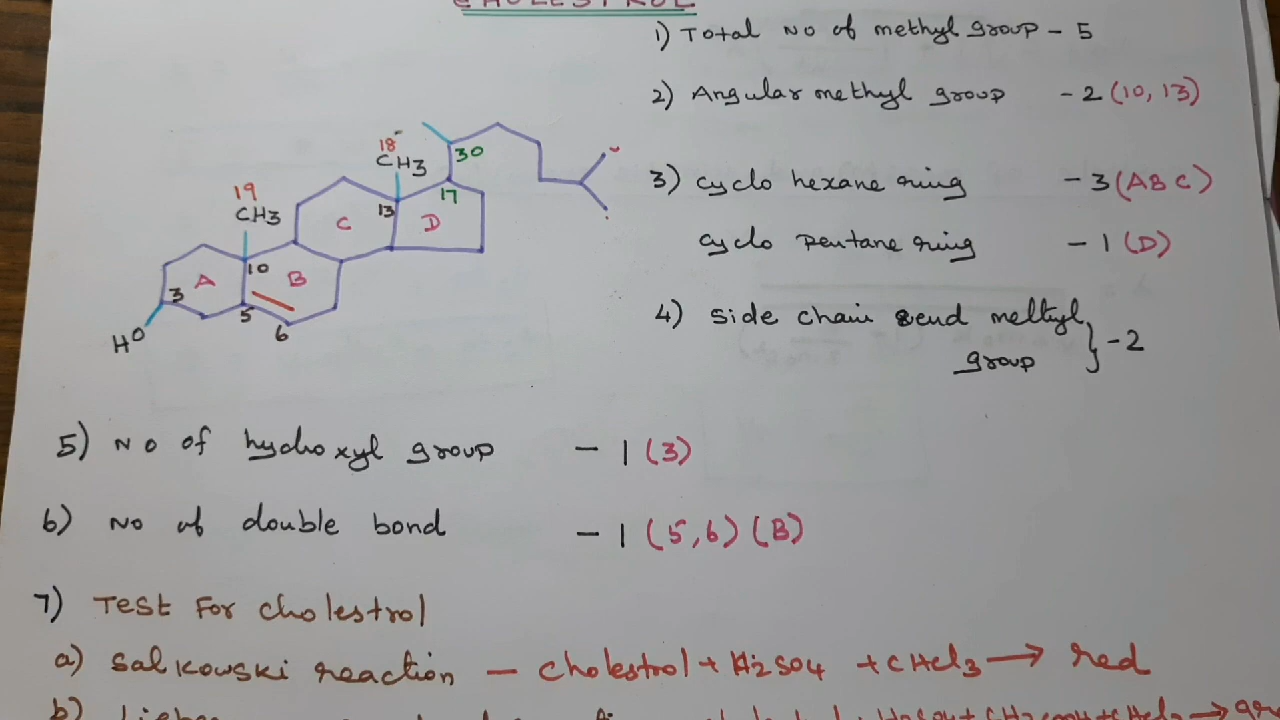 CHOLESTROL
1) Total No of methyl group - 5
2) Angular methyl group - 2 (10, 13)
3) cyclo hexane ring - 3 (ABC)
cyclo pentane ring - 1 (D)
4) side chain end methyl group } - 2
18
CH3
30
19
CH3
13
17
C
D
10
A
B
3
5
6
HO
5) No of hydroxyl group - 1 (3)
6) No of double bond - 1 (5,6) (B)
7) Test For cholestrol
a) Salkowski reaction - cholestrol + H2SO4 + CHCl3 → red
b)